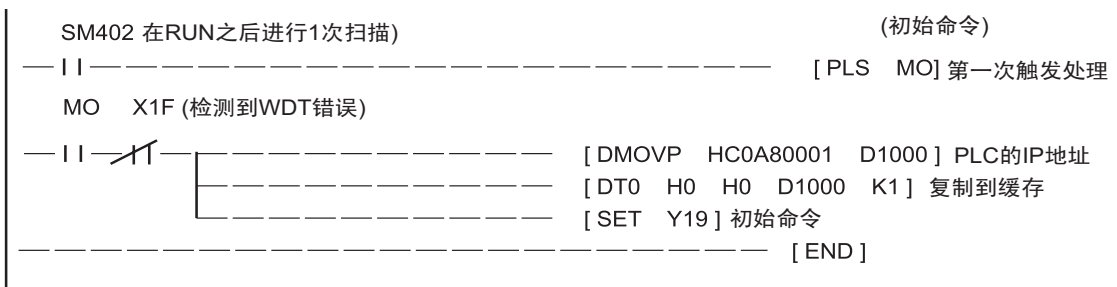 SM402 在RUN之后进行1次扫描)
(初始命令)
[ PLS MO] 第一次触发处理
MO X1F (检测到WDT错误)
[ DMOVP HC0A80001 D1000 ] PLC的IP地址
[ DT0 H0 H0 D1000 K1 ] 复制到缓存
[ SET Y19 ] 初始命令
[ END ]